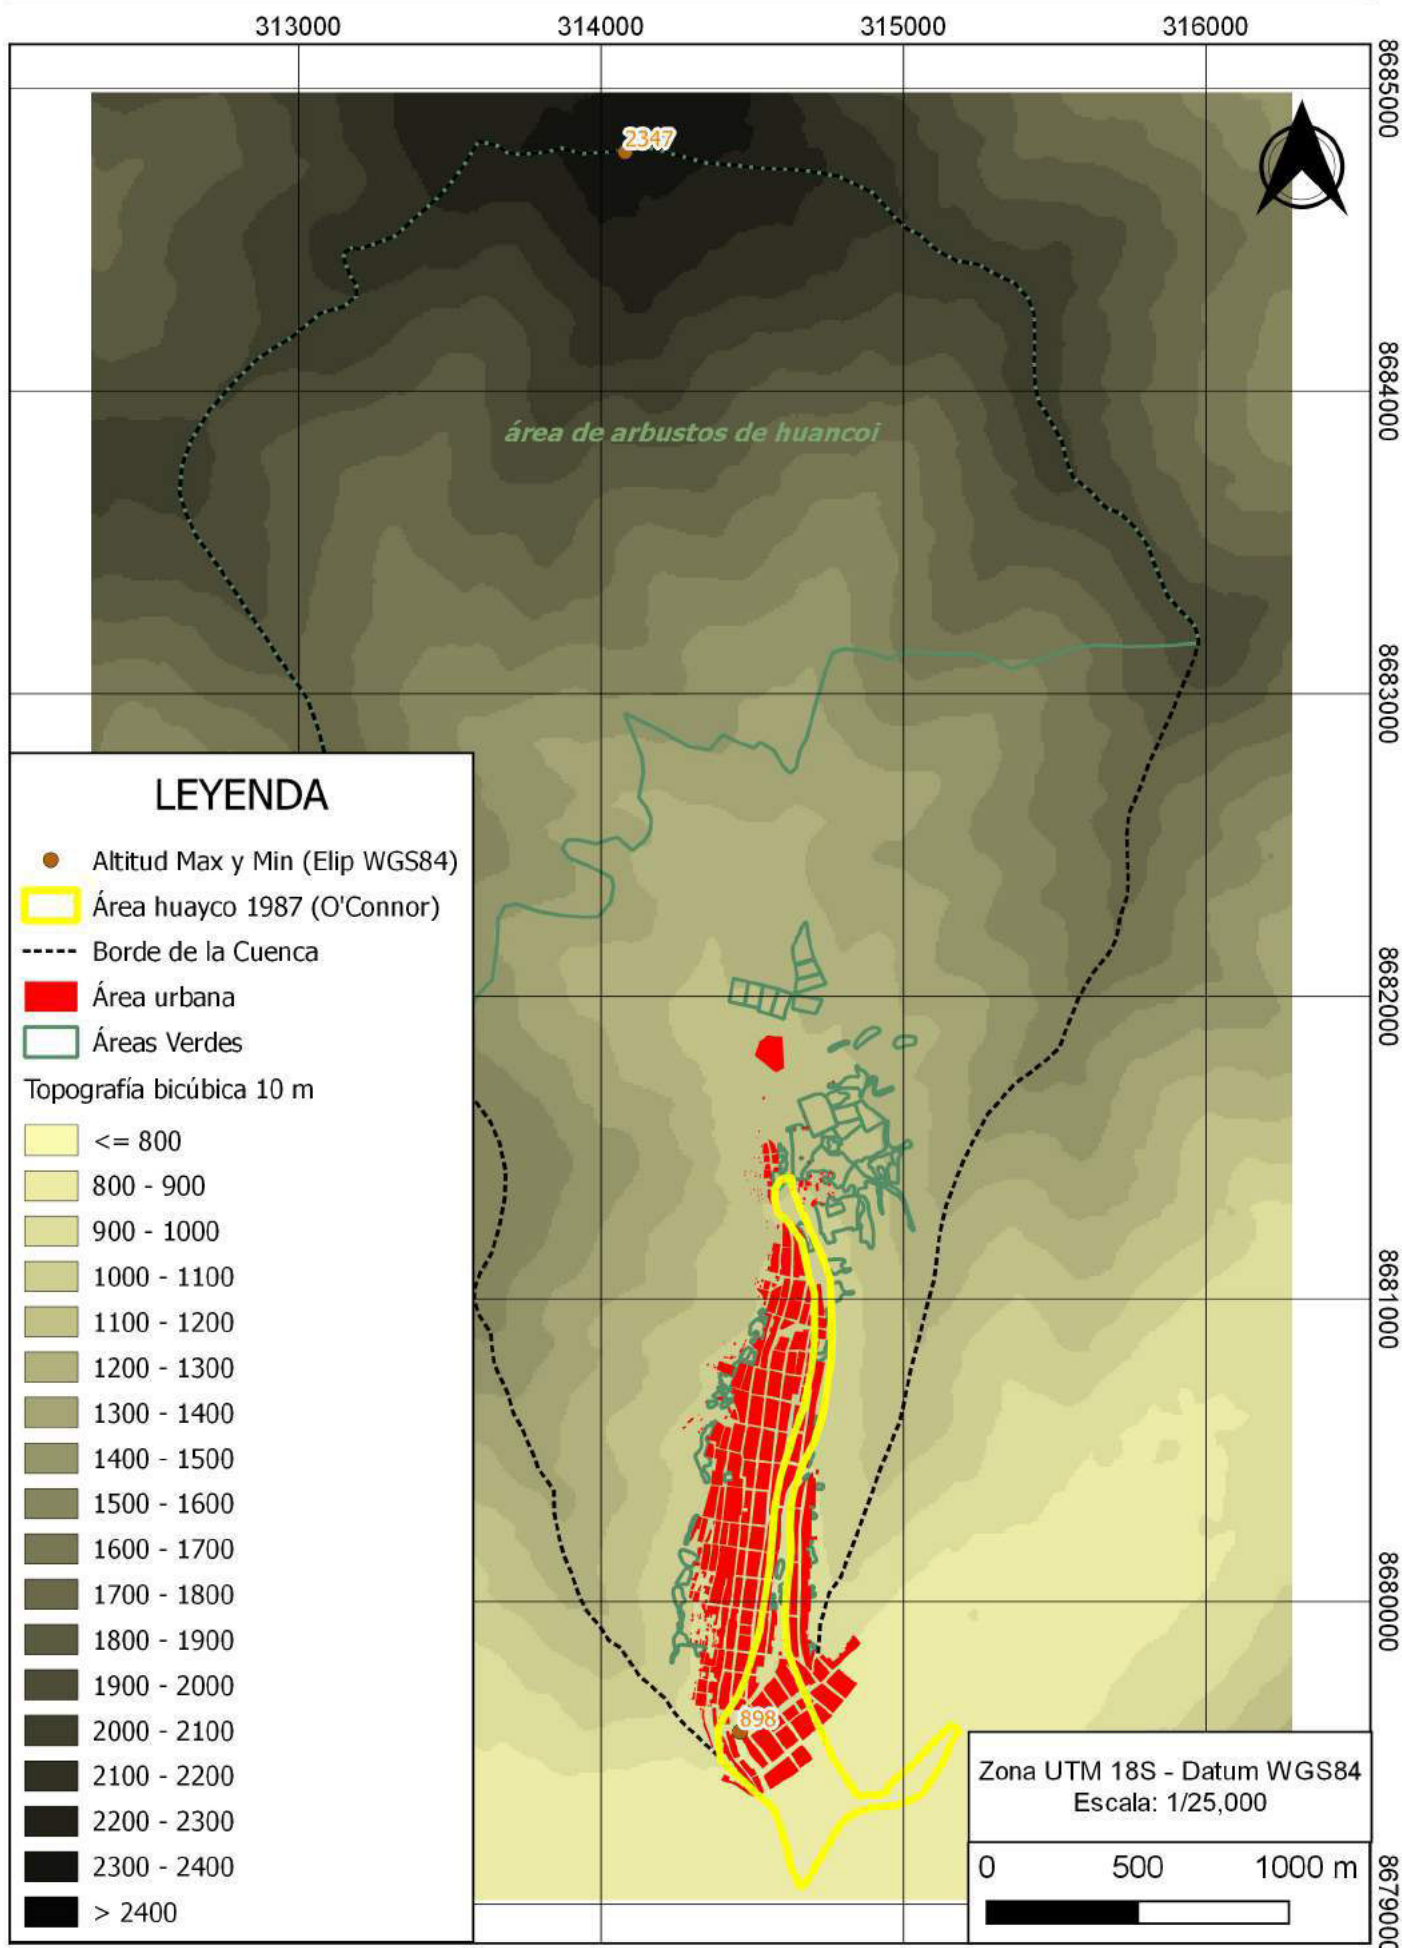 313000 314000 315000 316000
8685000
2347
8684000
área de arbustos de huancoi
8683000
LEYENDA
Altitud Max y Min (Elip WGS84)
Área huayco 1987 (O'Connor)
Borde de la Cuenca
Área urbana
Áreas Verdes
Topografía bicúbica 10 m
<= 800
800 - 900
900 - 1000
1000 - 1100
1100 - 1200
1200 - 1300
1300 - 1400
1400 - 1500
1500 - 1600
1600 - 1700
1700 - 1800
1800 - 1900
1900 - 2000
2000 - 2100
2100 - 2200
2200 - 2300
2300 - 2400
> 2400
8682000
8681000
8680000
898
Zona UTM 18S - Datum WGS84
Escala: 1/25,000
0 500 1000 m
8679000